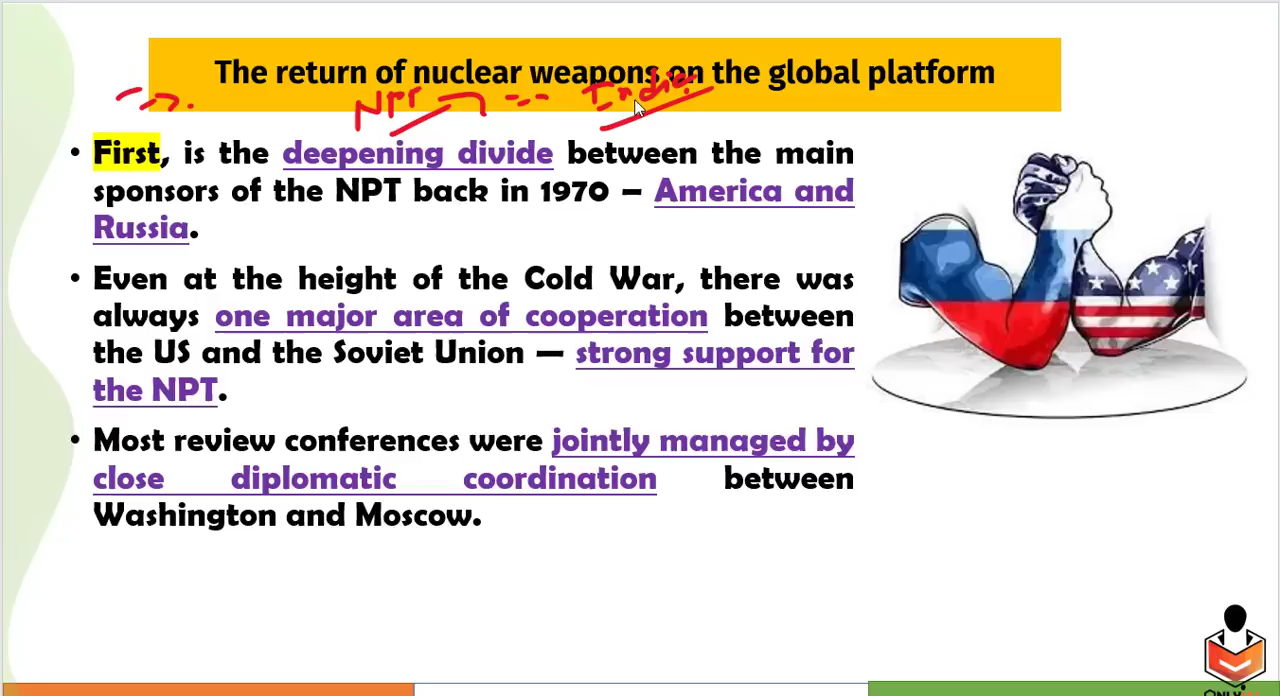 The return of nuclear weapons on the global platform
NPT India
• First, is the deepening divide between the main
sponsors of the NPT back in 1970 – America and
Russia.
• Even at the height of the Cold War, there was
always one major area of cooperation between
the US and the Soviet Union — strong support for
the NPT.
• Most review conferences were jointly managed by
close diplomatic coordination between
Washington and Moscow.